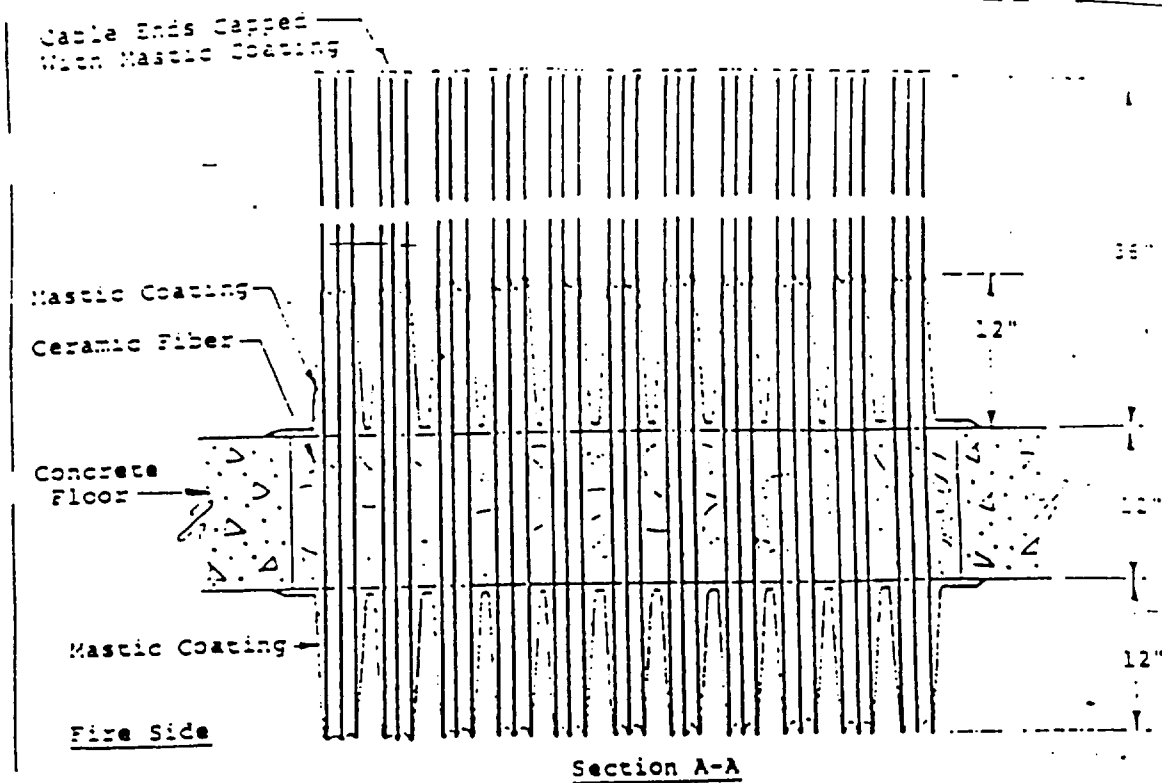 Cable Ends Capped
With Mastic Coating
36"
Mastic Coating
12"
Ceramic Fiber
Concrete
Floor
12"
Mastic Coating
12"
Fire Side
Section A-A